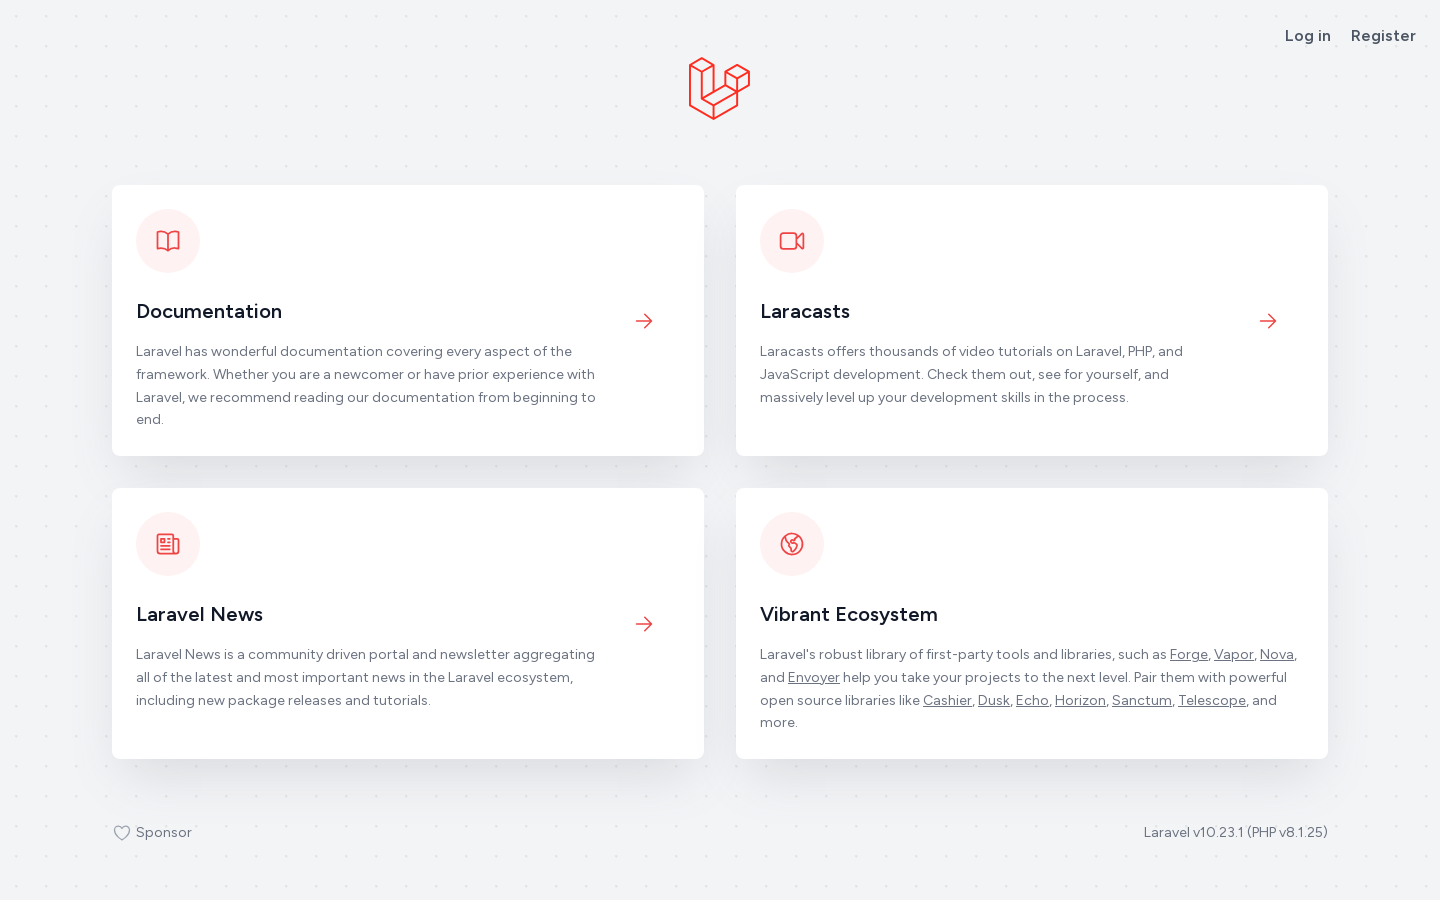 Log in Register
Documentation
Laravel has wonderful documentation covering every aspect of the
framework. Whether you are a newcomer or have prior experience with
Laravel, we recommend reading our documentation from beginning to
end.
Laracasts
Laracasts offers thousands of video tutorials on Laravel, PHP, and
JavaScript development. Check them out, see for yourself, and
massively level up your development skills in the process.
Laravel News
Laravel News is a community driven portal and newsletter aggregating
all of the latest and most important news in the Laravel ecosystem,
including new package releases and tutorials.
Vibrant Ecosystem
Laravel's robust library of first-party tools and libraries, such as Forge, Vapor, Nova,
and Envoyer help you take your projects to the next level. Pair them with powerful
open source libraries like Cashier, Dusk, Echo, Horizon, Sanctum, Telescope, and
more.
Sponsor
Laravel v10.23.1 (PHP v8.1.25)